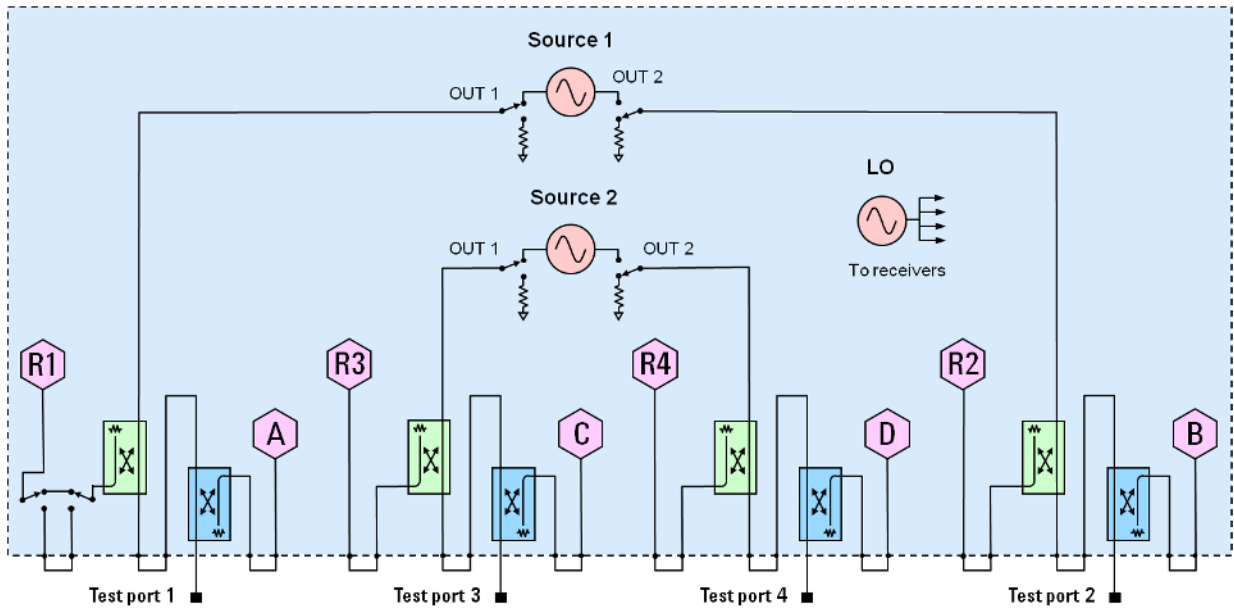 Source 1
OUT 1
OUT 2
LO
Source 2
OUT 1
OUT 2
To receivers
R1
R3
R4
R2
A
C
D
B
Test port 1
Test port 3
Test port 4
Test port 2